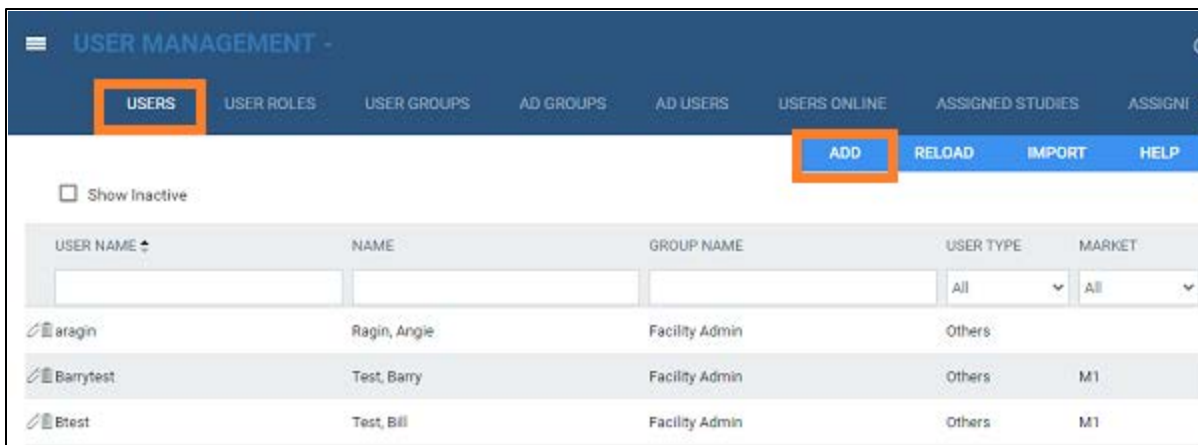 USER MANAGEMENT -
USERS USER ROLES USER GROUPS AD GROUPS AD USERS USERS ONLINE ASSIGNED STUDIES ASSIGNE
ADD RELOAD IMPORT HELP
Show Inactive
USER NAME NAME GROUP NAME USER TYPE MARKET
All All
aragin Ragin, Angie Facility Admin Others
Barrytest Test, Barry Facility Admin Others M1
Btest Test, Bill Facility Admin Others M1